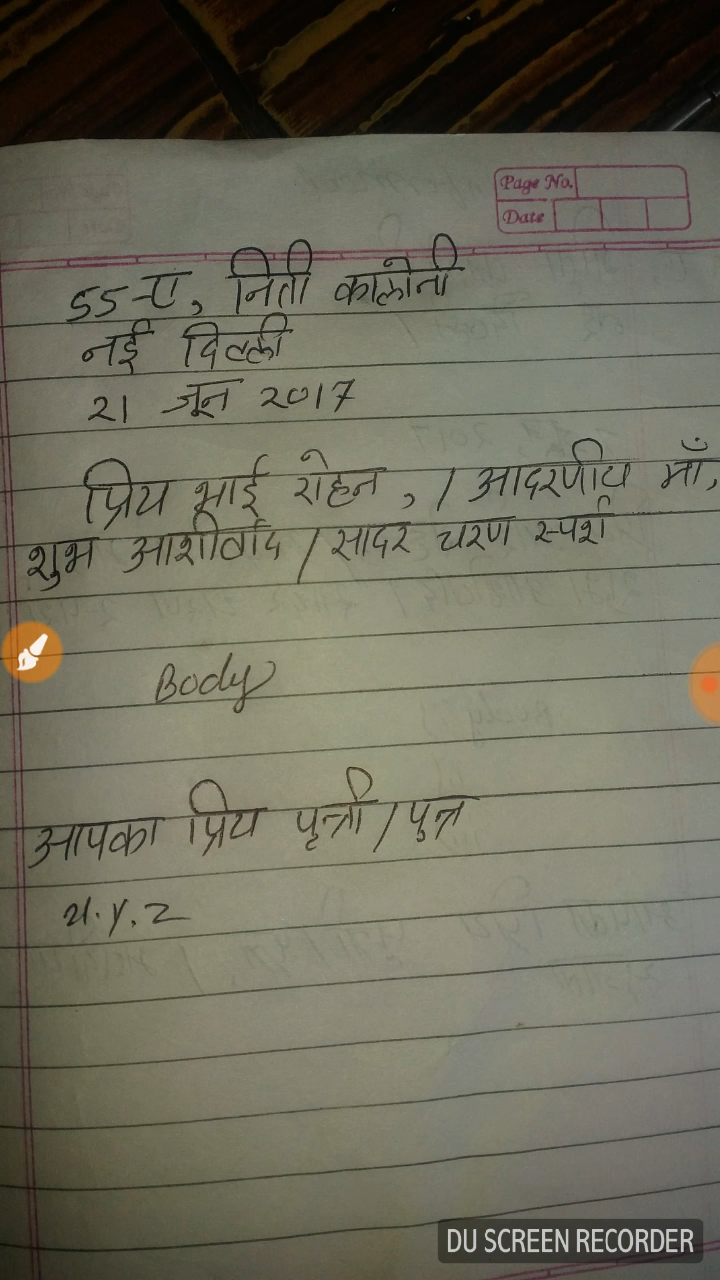 Page No.
Date
55-ए, निती कालोनी
नई दिल्ली
21 जून 2017
प्रिय भाई रोहन, / आदरणीय माँ,
शुभ आशीर्वाद / सादर चरण स्पर्श
Body
आपका प्रिय पुत्री / पुत्र
x.y.z
DU SCREEN RECORDER